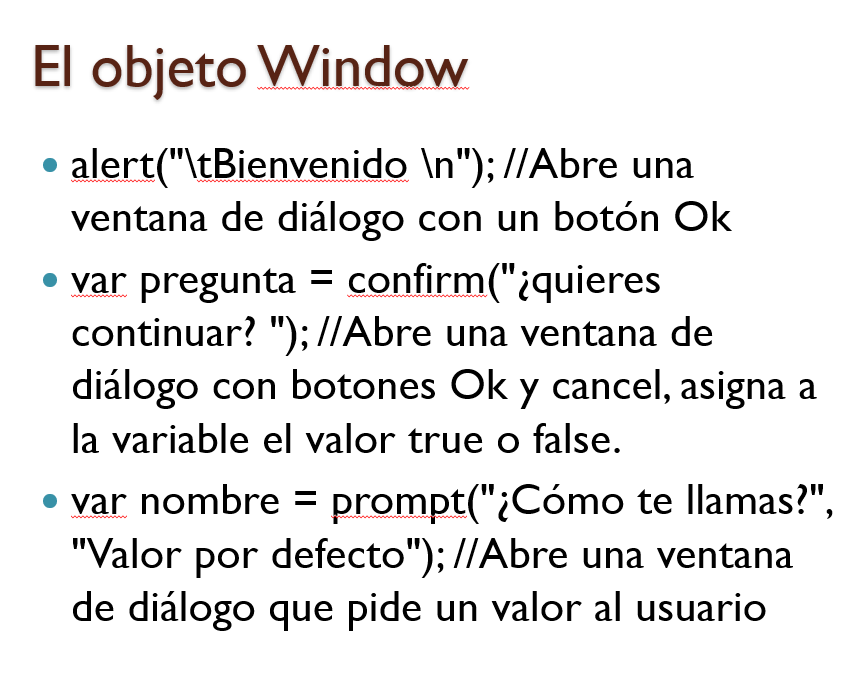 El objeto Window
• alert("\tBienvenido \n"); //Abre una
ventana de diálogo con un botón Ok
• var pregunta = confirm("¿quieres
continuar? "); //Abre una ventana de
diálogo con botones Ok y cancel, asigna a
la variable el valor true o false.
• var nombre = prompt("¿Cómo te llamas?",
"Valor por defecto"); //Abre una ventana
de diálogo que pide un valor al usuario